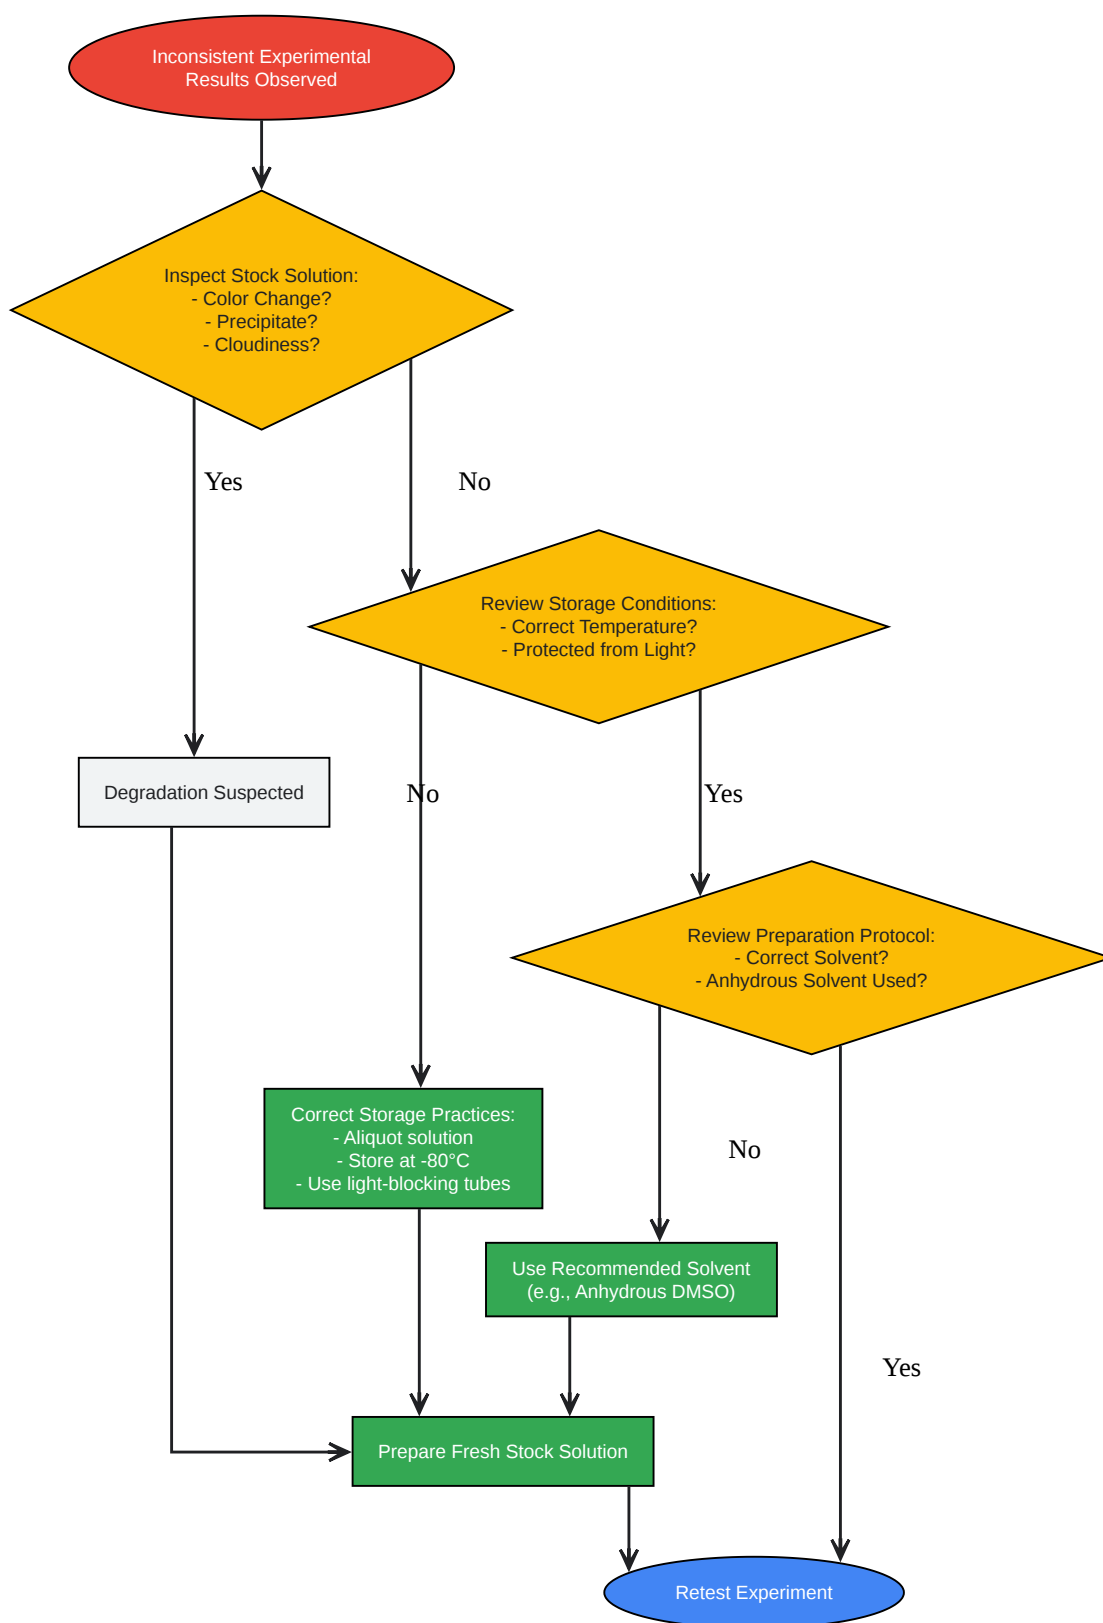 Inconsistent Experimental
Results Observed
Inspect Stock Solution:
- Color Change?
- Precipitate?
- Cloudiness?
Yes
No
Review Storage Conditions:
- Correct Temperature?
- Protected from Light?
Degradation Suspected
No
Yes
Review Preparation Protocol:
- Correct Solvent?
- Anhydrous Solvent Used?
Correct Storage Practices:
- Aliquot solution
- Store at -80°C
- Use light-blocking tubes
No
Use Recommended Solvent
(e.g., Anhydrous DMSO)
Yes
Prepare Fresh Stock Solution
Retest Experiment